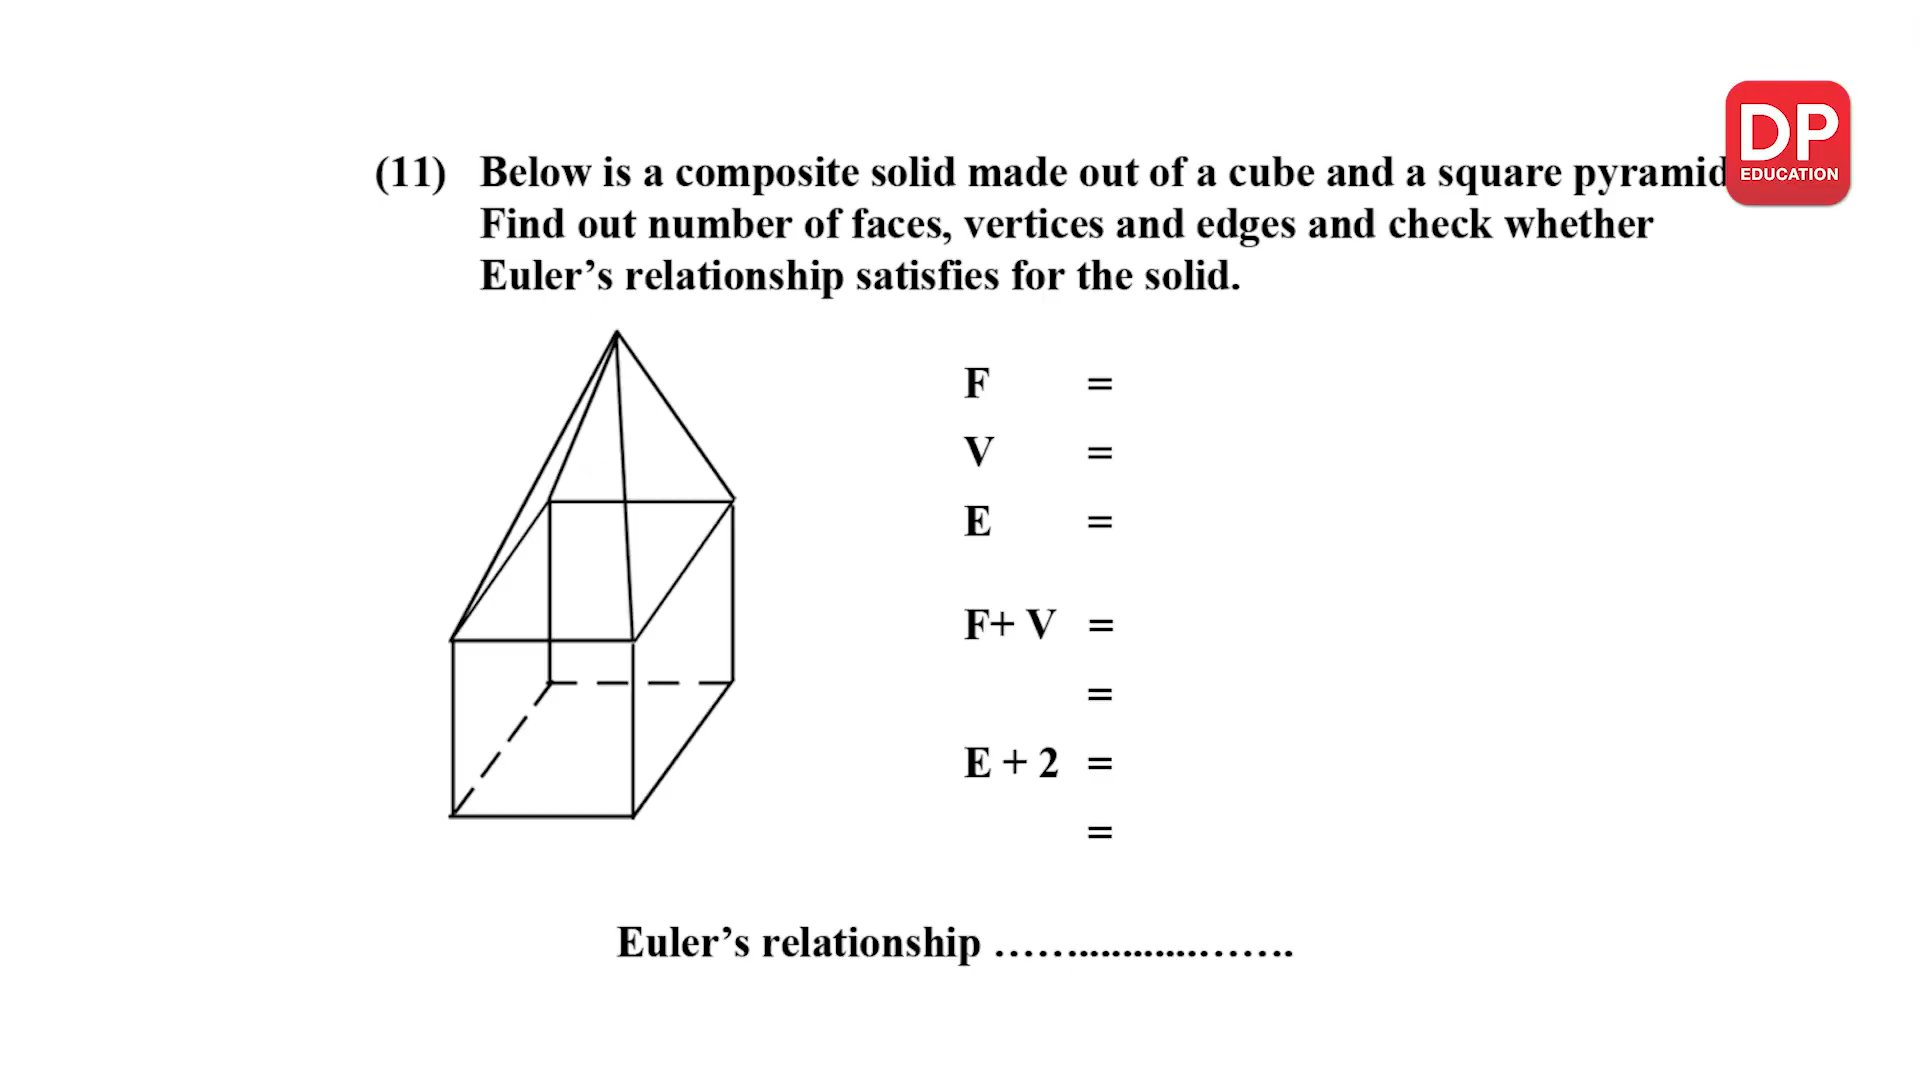 DP
EDUCATION
(11) Below is a composite solid made out of a cube and a square pyramid
Find out number of faces, vertices and edges and check whether
Euler’s relationship satisfies for the solid.
F =
V =
E =
F+ V =
=
E + 2 =
=
Euler’s relationship ……............…….